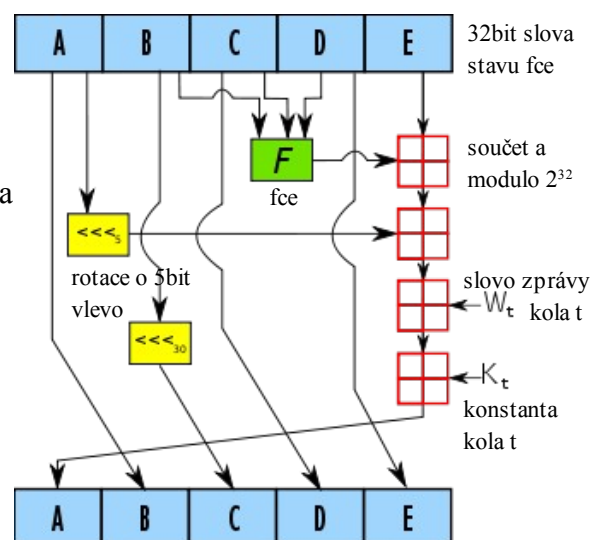 A B C D E
32bit slova
stavu fce
F
fce
součet a
modulo 2³²
a
<<<₅
rotace o 5bit
vlevo
slovo zprávy
Wₜ kola t
<<<₃₀
Kₜ
konstanta
kola t
A B C D E